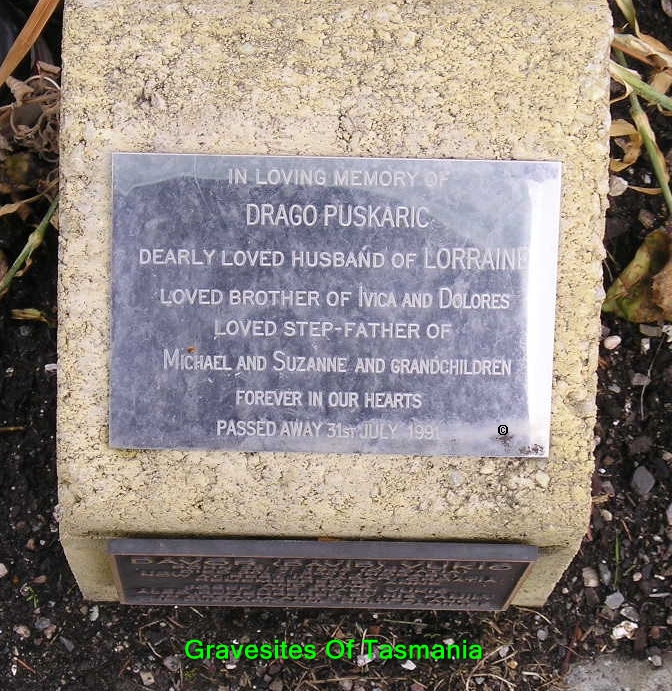 IN LOVING MEMORY OF
DRAGO PUSKARIC
DEARLY LOVED HUSBAND OF LORRAINE
LOVED BROTHER OF IVICA AND DOLORES
LOVED STEP-FATHER OF
MICHAEL AND SUZANNE AND GRANDCHILDREN
FOREVER IN OUR HEARTS
PASSED AWAY 31ST JULY 1991
©
Gravesites Of Tasmania